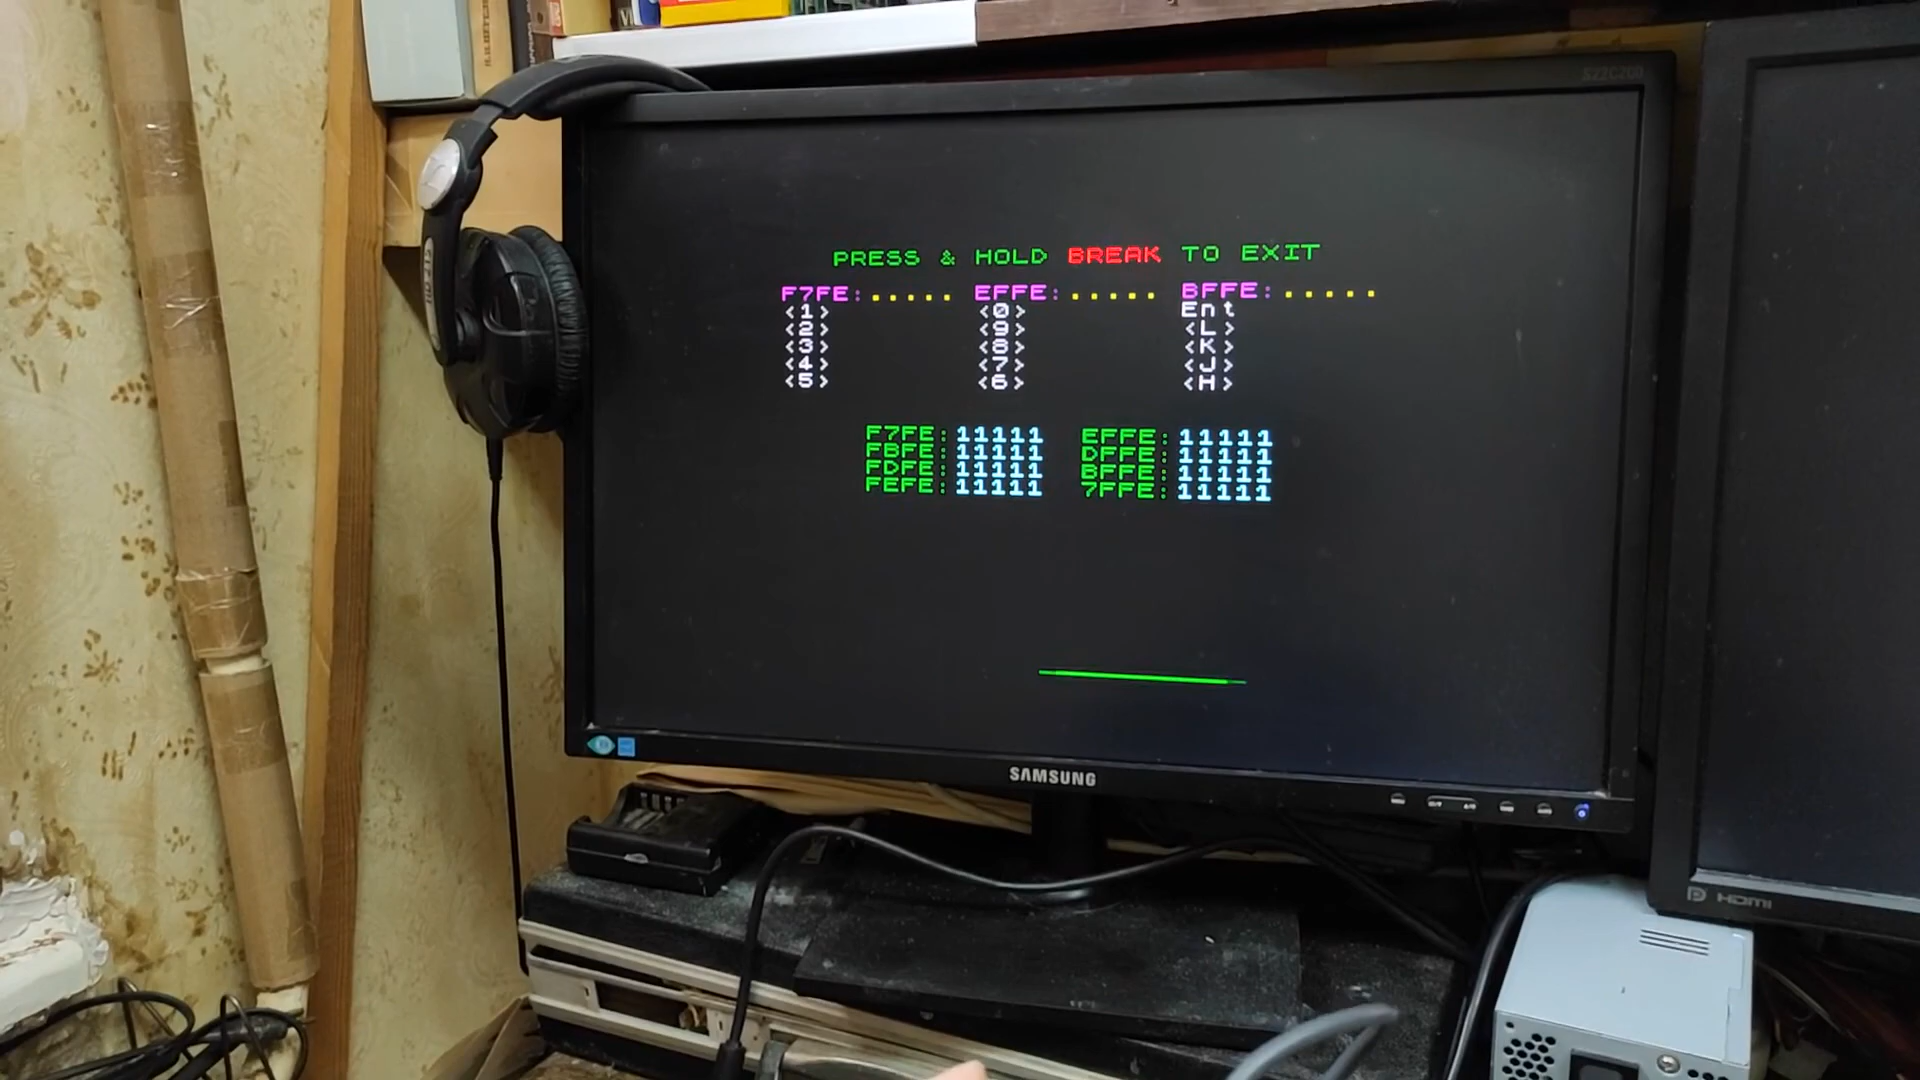 S22C200
PRESS & HOLD BREAK TO EXIT
F7FE:..... EFFE:..... BFFE:.....
<1> <0> Ent
<2> <9> <L>
<3> <8> <K>
<4> <7> <J>
<5> <6> <H>
F7FE:11111 EFFE:11111
FBFE:11111 DFFE:11111
FDFE:11111 BFFE:11111
FEFE:11111 7FFE:11111
SAMSUNG
HDMI